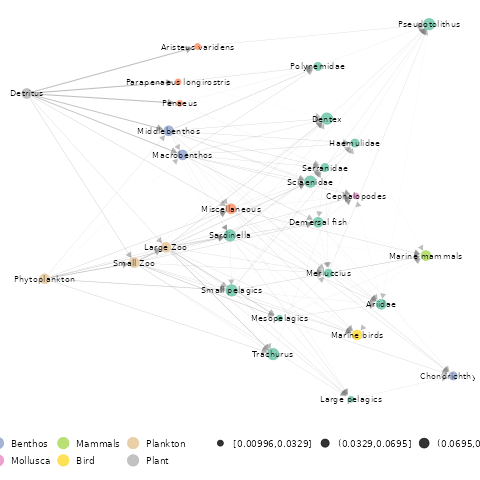 Pseupotolithus
Aristeus varidens
Polynemidae
Parapenaeus longirostris
Detritus
Penaeus
Dentex
Middlebenthos
Haemulidae
Macrobenthos
Serranidae
Sciaenidae
Cephalopodes
Miscellaneous
Demersal fish
Sardinella
Large Zoo
Marine mammals
Small Zoo
Merluccius
Phytoplankton
Small pelagics
Ariidae
Mesopelagics
Marine birds
Trachurus
Chondrichthy
Large pelagics
Benthos Mammals Plankton [0.00996,0.0329] (0.0329,0.0695] (0.0695,0
Mollusca Bird Plant